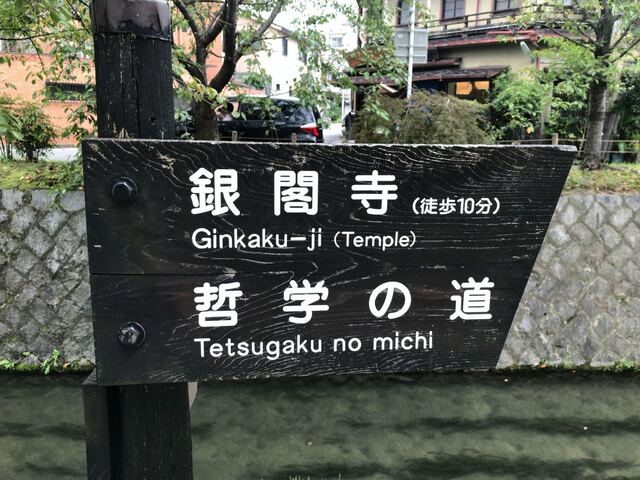 銀閣寺（徒歩10分）
Ginkaku-ji (Temple)
哲学の道
Tetsugaku no michi